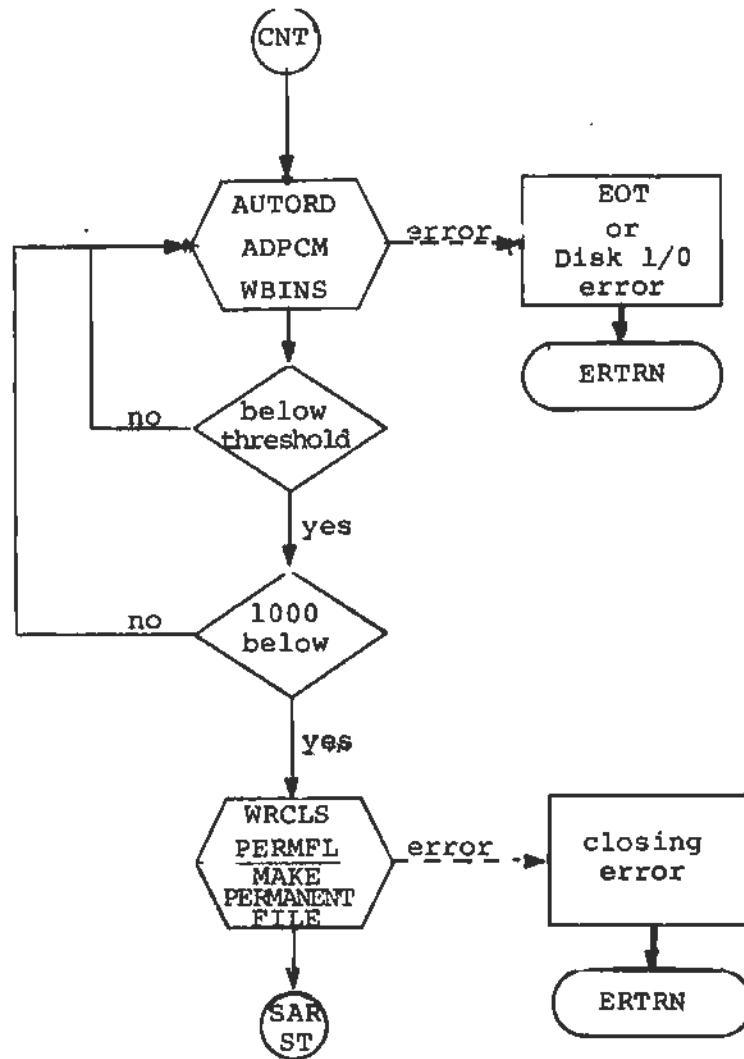 CNT
AUTORD
ADPCM
WBINS
error
EOT
or
Disk 1/0
error
ERTRN
no
below
threshold
yes
no
1000
below
yes
WRCLS
PERMFL
MAKE
PERMANENT
FILE
error
closing
error
ERTRN
SAR
ST